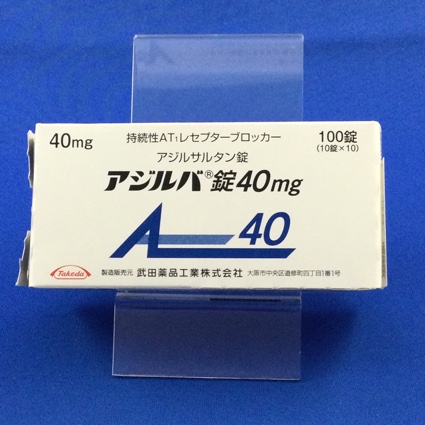 40mg
持続性AT₁レセプターブロッカー
100錠
(10錠×10)
アジルサルタン錠
アジルバ®錠40mg
40
Takeda
製造販売元 武田薬品工業株式会社 大阪市中央区道修町四丁目1番1号